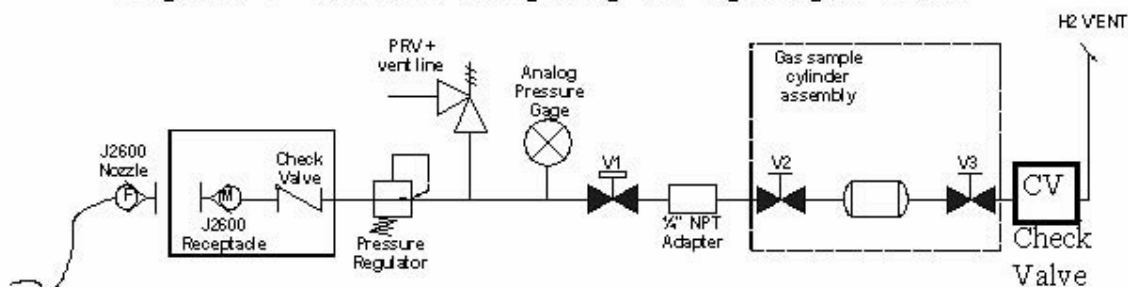 H2 VENT
PRV +
vent line
Analog
Pressure
Gage
Gas sample
cylinder
assembly
J2600
Nozzle
F
Check
Valve
M
J2600
Receptacle
Pressure
Regulator
V1
¼" NPT
Adapter
V2
V3
CV
Check
Valve